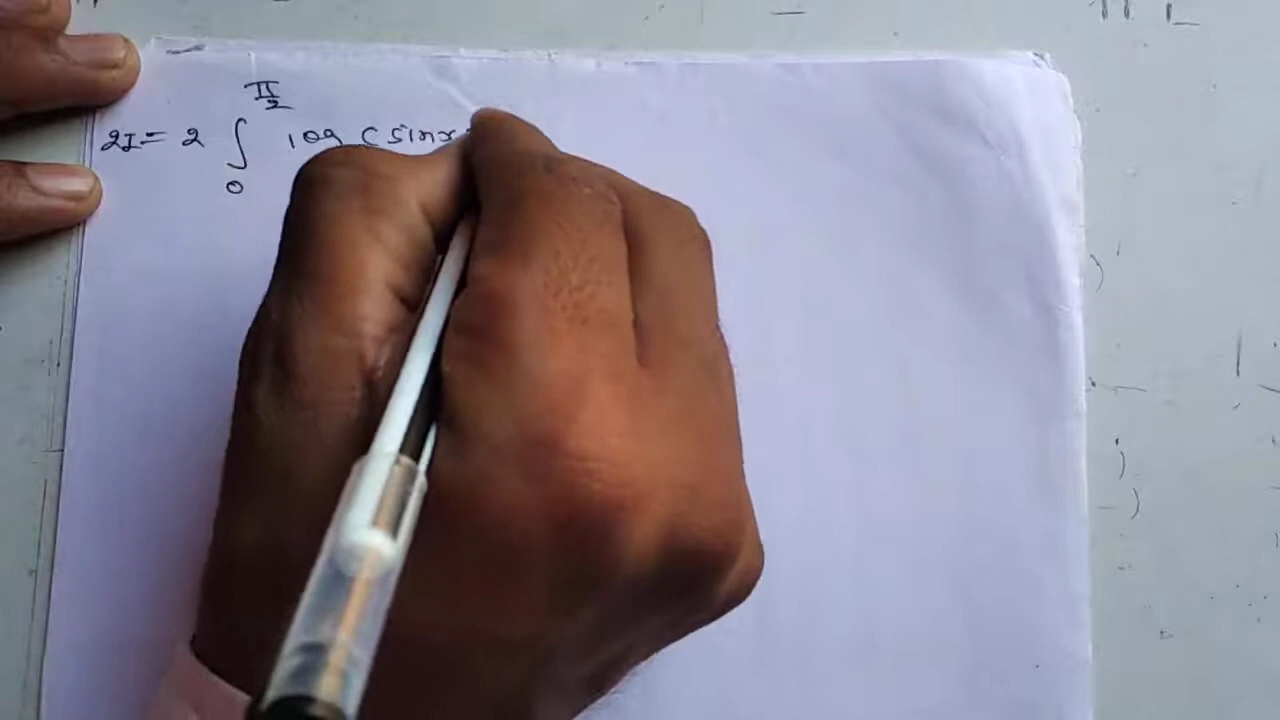 2I = 2 ∫₀^(π/2) log (sinx